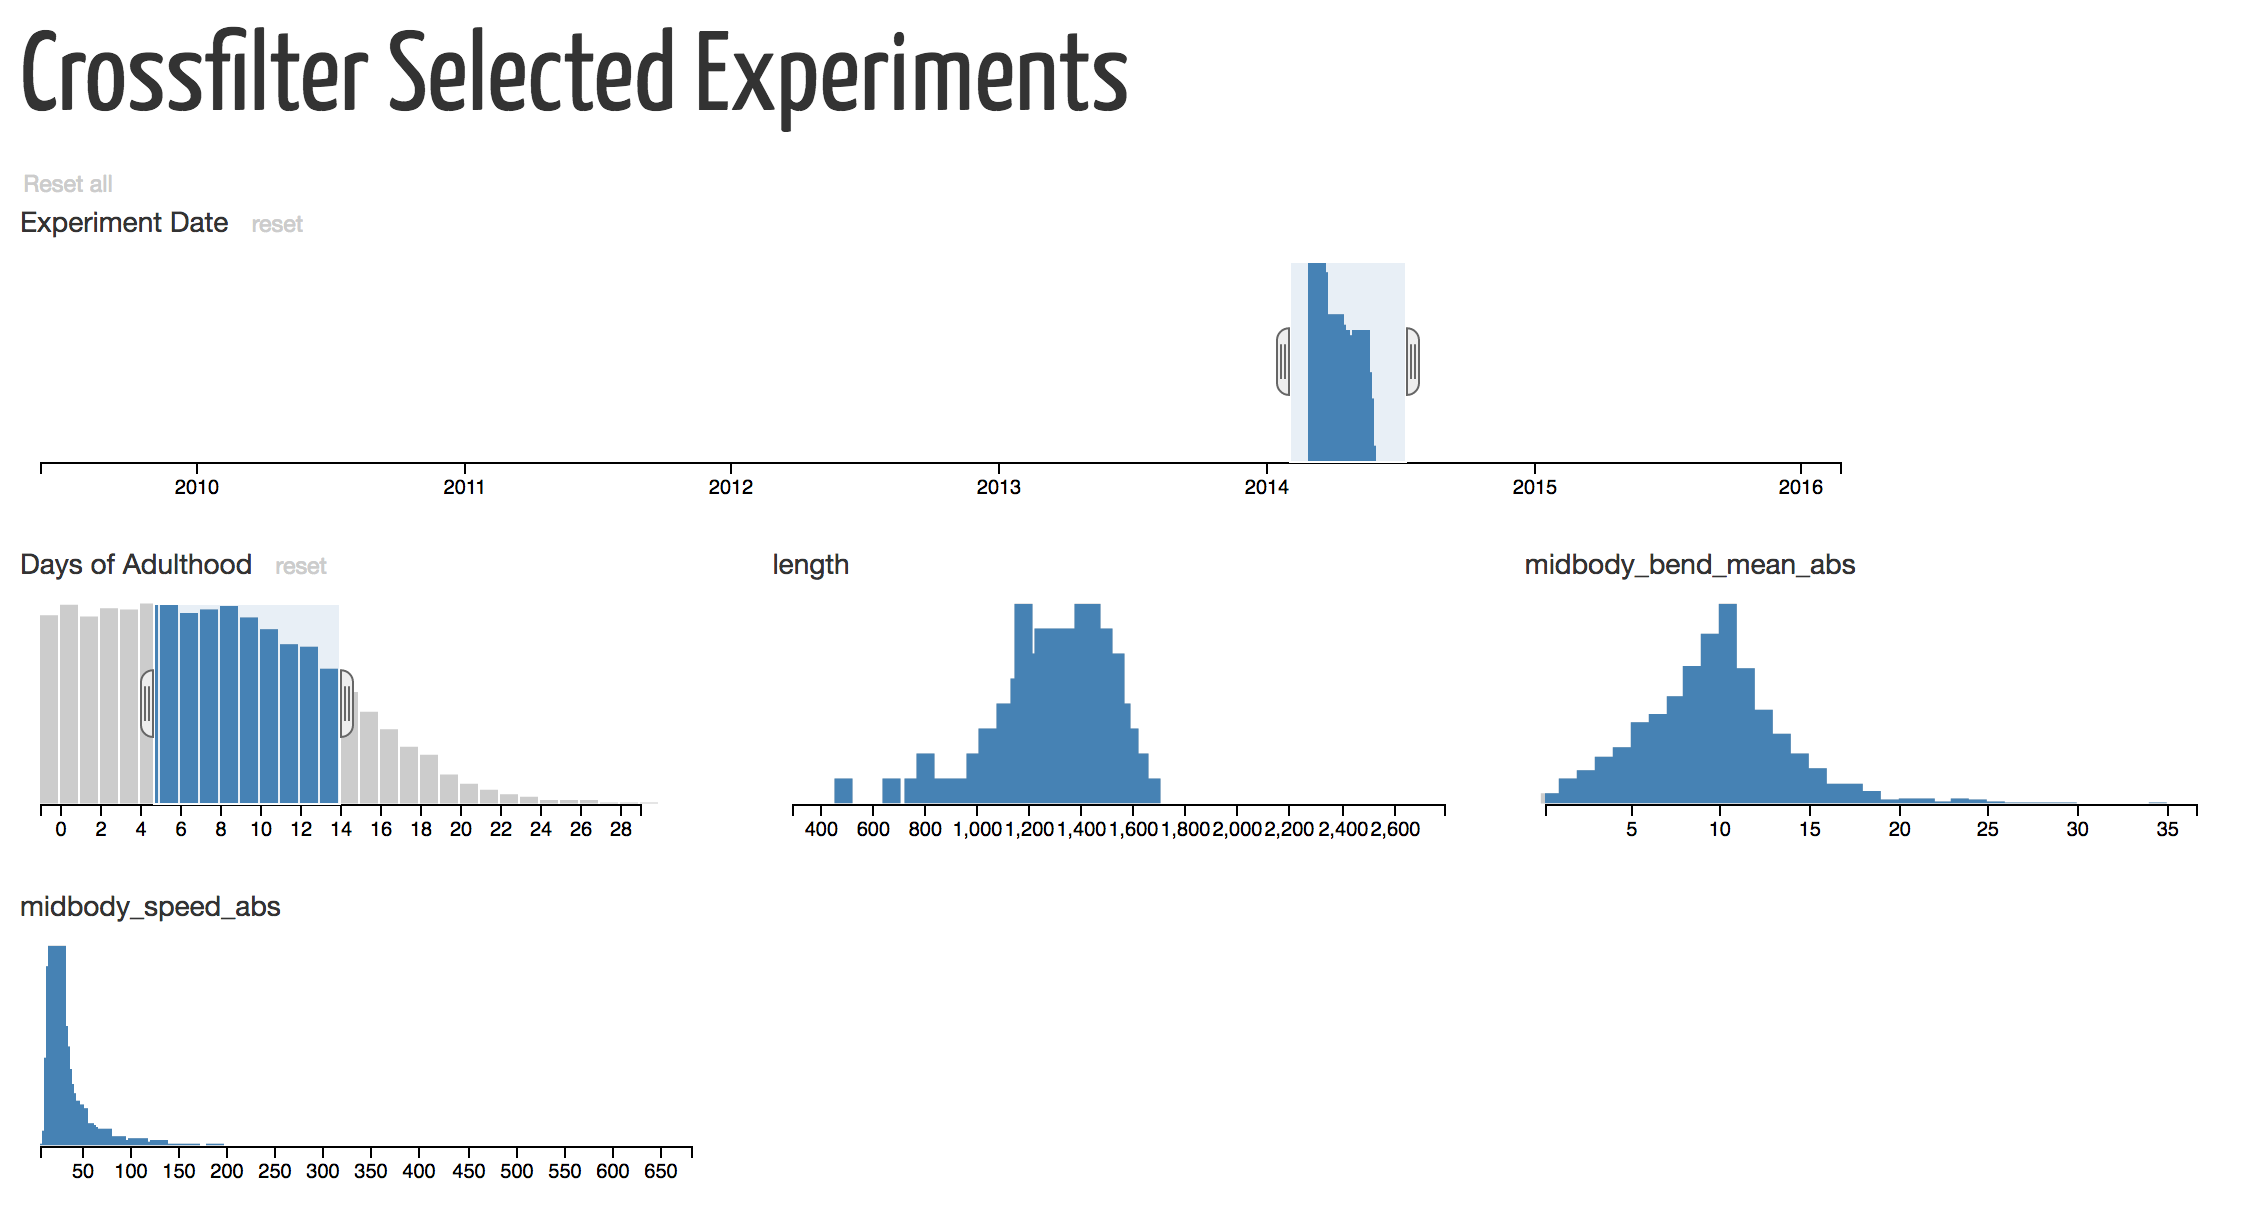 Crossfilter Selected Experiments
Reset all
Experiment Date reset
2010 2011 2012 2013 2014 2015 2016
Days of Adulthood reset
0 2 4 6 8 10 12 14 16 18 20 22 24 26 28
length
400 600 800 1,000 1,200 1,400 1,600 1,800 2,000 2,200 2,400 2,600
midbody_bend_mean_abs
5 10 15 20 25 30 35
midbody_speed_abs
50 100 150 200 250 300 350 400 450 500 550 600 650